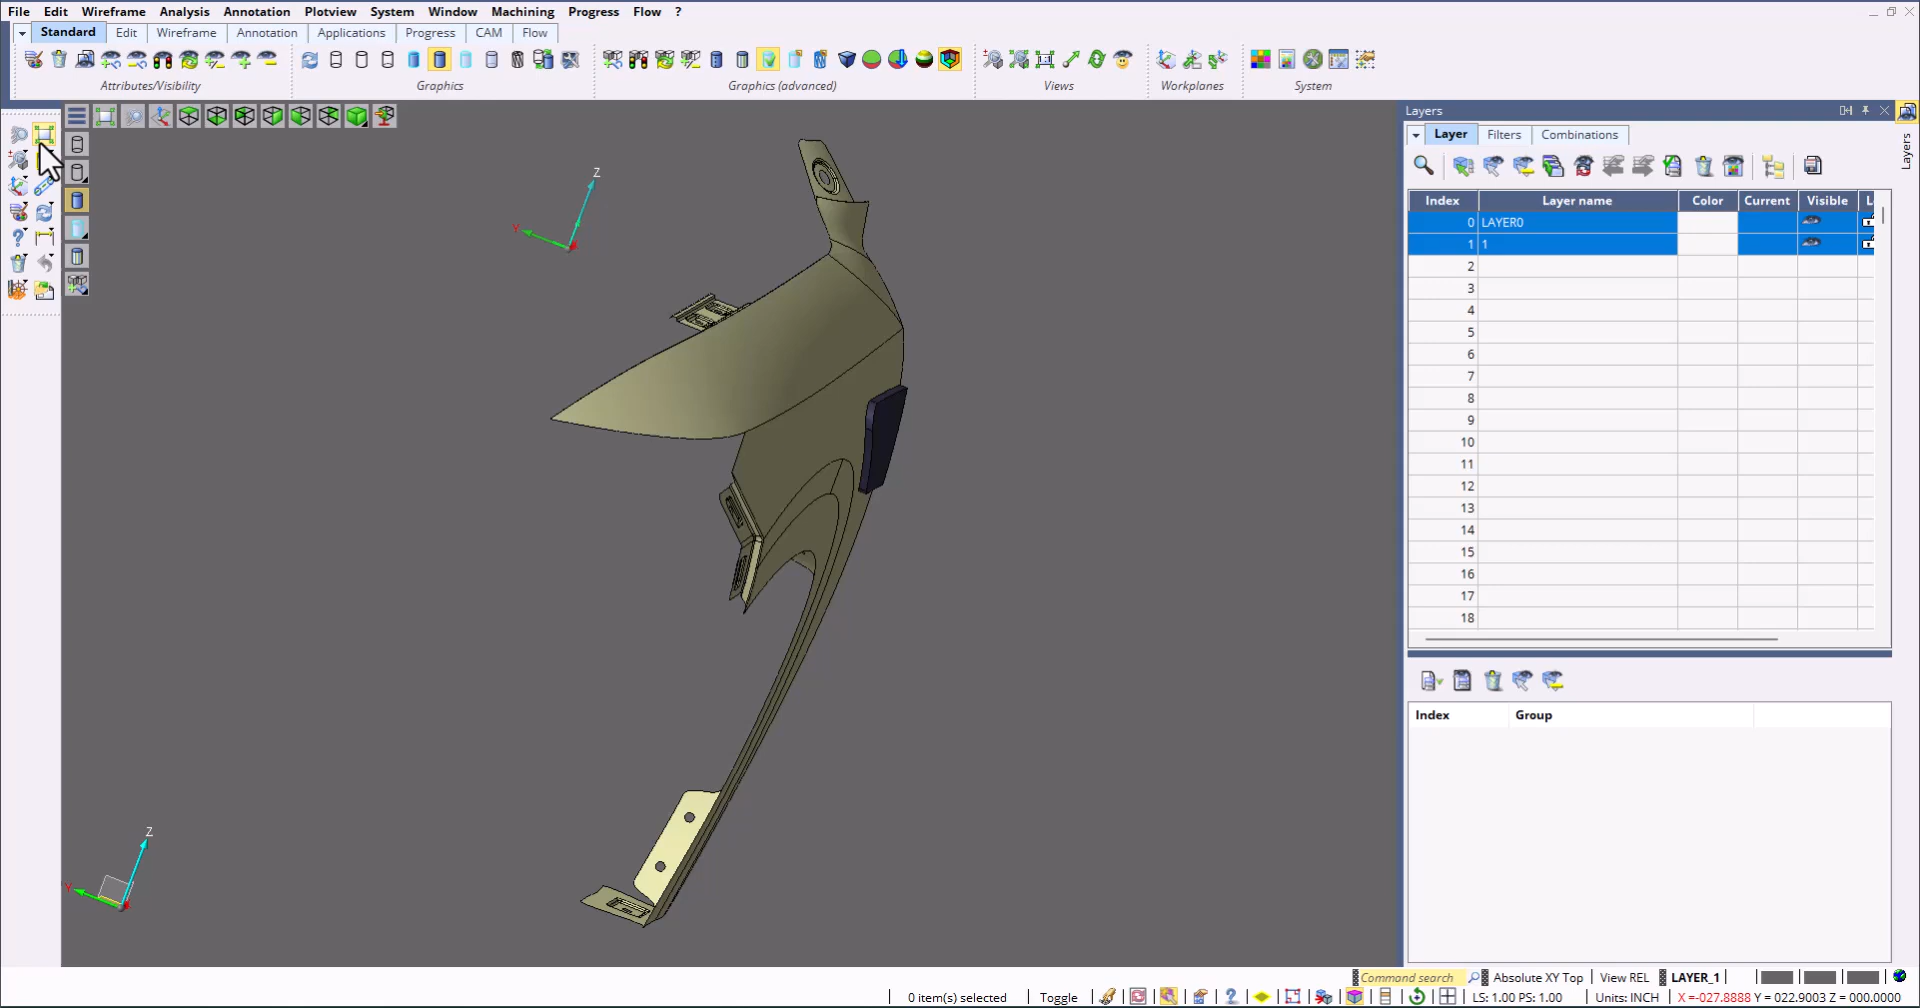 File Edit Wireframe Analysis Annotation Plotview System Window Machining Progress Flow ?
Standard Edit Wireframe Annotation Applications Progress CAM Flow
Attributes/Visibility Graphics Graphics (advanced) Views Workplanes System
Layers
Layer Filters Combinations
Layers
Index Layer name Color Current Visible L
0 LAYER0
1 1
2
3
4
5
6
7
8
9
10
11
12
13
14
15
16
17
18
Z
Y
Index Group
Z
Y
Command search Absolute XY Top View REL LAYER_1
0 item(s) selected Toggle LS: 1.00 PS: 1.00 Units: INCH X =-027.8888 Y = 022.9003 Z = 000.0000